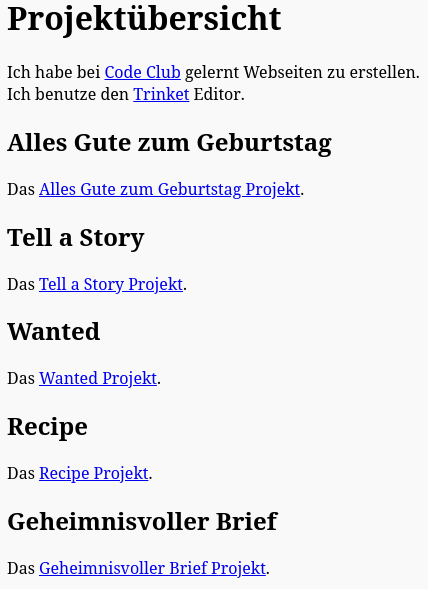 Projektübersicht
Ich habe bei Code Club gelernt Webseiten zu erstellen.
Ich benutze den Trinket Editor.
Alles Gute zum Geburtstag
Das Alles Gute zum Geburtstag Projekt.
Tell a Story
Das Tell a Story Projekt.
Wanted
Das Wanted Projekt.
Recipe
Das Recipe Projekt.
Geheimnisvoller Brief
Das Geheimnisvoller Brief Projekt.